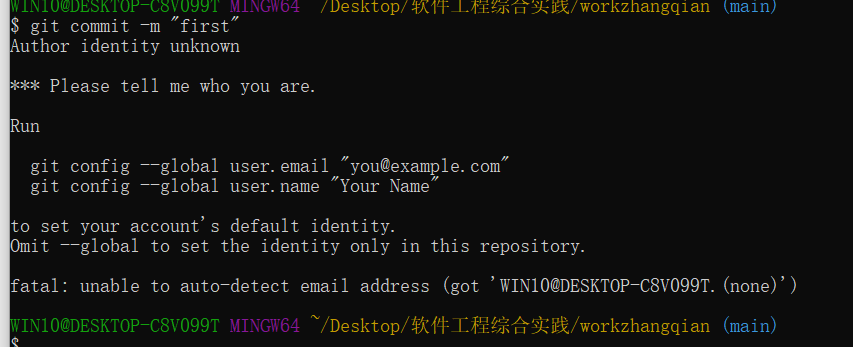 WIN10@DESKTOP-C8V099T MINGW64 ~/Desktop/软件工程综合实践/workzhangqian (main)
$ git commit -m "first"
Author identity unknown
*** Please tell me who you are.
Run
git config --global user.email "you@example.com"
git config --global user.name "Your Name"
to set your account's default identity.
Omit --global to set the identity only in this repository.
fatal: unable to auto-detect email address (got 'WIN10@DESKTOP-C8V099T.(none)')
WIN10@DESKTOP-C8V099T MINGW64 ~/Desktop/软件工程综合实践/workzhangqian (main)
$